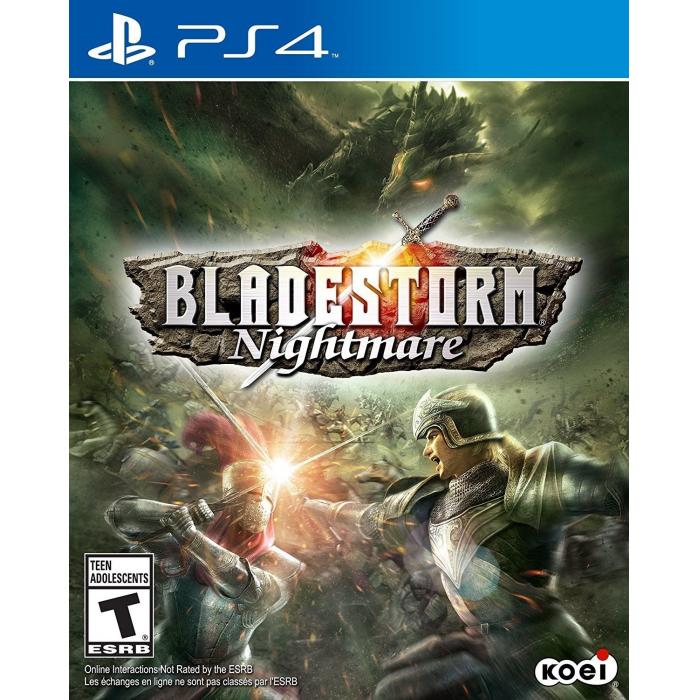 PS4™
BLADESTORM®
Nightmare
TEEN
ADOLESCENTS
T®
ESRB
Online Interactions Not Rated by the ESRB
Les échanges en ligne ne sont pas classés par l'ESRB
KOEI®